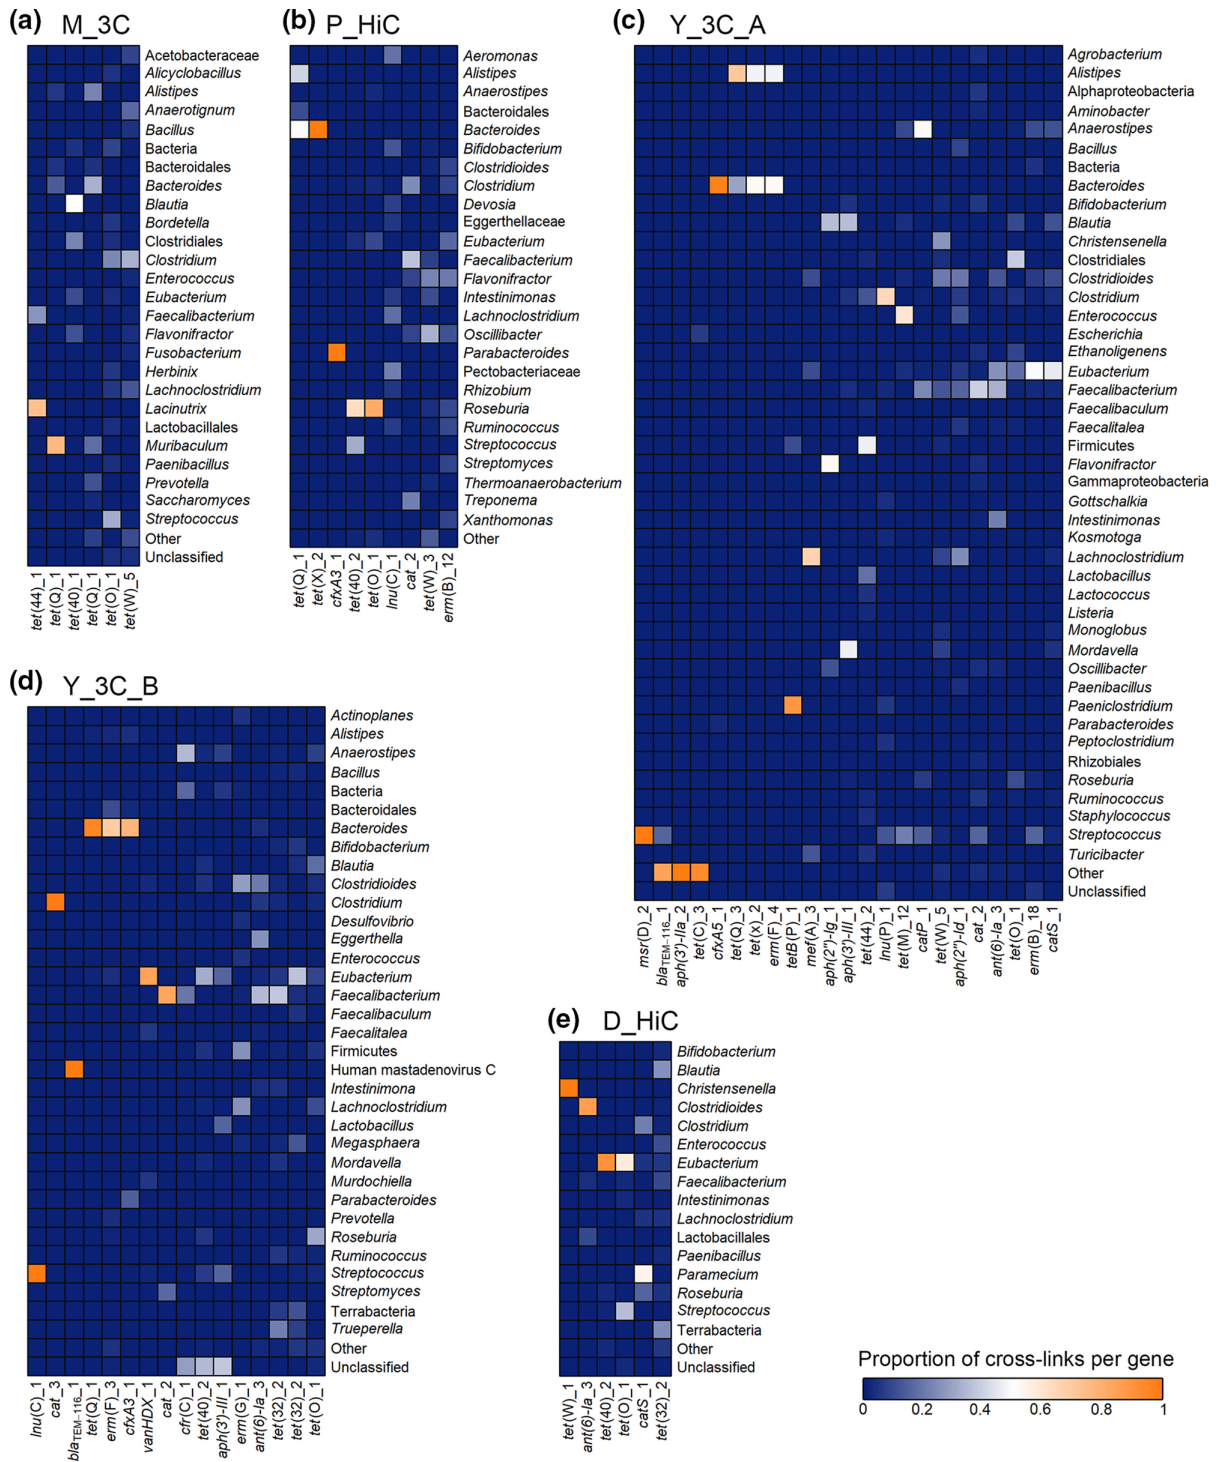 (a) M_3C
Acetobacteraceae
Alicyclobacillus
Alistipes
Anaerotignum
Bacillus
Bacteria
Bacteroidales
Bacteroides
Blautia
Bordetella
Clostridiales
Clostridium
Enterococcus
Eubacterium
Faecalibacterium
Flavonifractor
Fusobacterium
Herbinix
Lachnoclostridium
Lacinutrix
Lactobacillales
Muribaculum
Paenibacillus
Prevotella
Saccharomyces
Streptococcus
Other
Unclassified
tet(44)_1
tet(Q)_1
tet(40)_1
tet(Q)_1
tet(O)_1
tet(W)_5
(b) P_HiC
Aeromonas
Alistipes
Anaerostipes
Bacteroidales
Bacteroides
Bifidobacterium
Clostridioides
Clostridium
Devosia
Eggerthellaceae
Eubacterium
Faecalibacterium
Flavonifractor
Intestinimonas
Lachnoclostridium
Oscillibacter
Parabacteroides
Pectobacteriaceae
Rhizobium
Roseburia
Ruminococcus
Streptococcus
Streptomyces
Thermoanaerobacterium
Treponema
Xanthomonas
Other
tet(Q)_1
tet(X)_2
cfxA3_1
tet(40)_2
tet(O)_1
lnu(C)_1
cat_2
tet(W)_3
erm(B)_12
(c) Y_3C_A
Agrobacterium
Alistipes
Alphaproteobacteria
Aminobacter
Anaerostipes
Bacillus
Bacteria
Bacteroides
Bifidobacterium
Blautia
Christensenella
Clostridiales
Clostridioides
Clostridium
Enterococcus
Escherichia
Ethanoligenens
Eubacterium
Faecalibacterium
Faecalibaculum
Faecalitalea
Firmicutes
Flavonifractor
Gammaproteobacteria
Gottschalkia
Intestinimonas
Kosmotoga
Lachnoclostridium
Lactobacillus
Lactococcus
Listeria
Monoglobus
Mordavella
Oscillibacter
Paenibacillus
Paeniclostridium
Parabacteroides
Peptoclostridium
Rhizobiales
Roseburia
Ruminococcus
Staphylococcus
Streptococcus
Turicibacter
Other
Unclassified
msr(D)_2
blaTEM–116_1
aph(3')-IIa_2
tet(C)_3
cfxA5_1
tet(Q)_3
tet(x)_2
erm(F)_4
tetB(P)_1
mef(A)_3
aph(2'')-Ig_1
aph(3')-III_1
tet(44)_2
lnu(P)_1
tet(M)_12
catP_1
tet(W)_5
aph(2'')-Id_1
cat_2
ant(6)-Ia_3
tet(O)_1
erm(B)_18
catS_1
(d) Y_3C_B
Actinoplanes
Alistipes
Anaerostipes
Bacillus
Bacteria
Bacteroidales
Bacteroides
Bifidobacterium
Blautia
Clostridioides
Clostridium
Desulfovibrio
Eggerthella
Enterococcus
Eubacterium
Faecalibacterium
Faecalibaculum
Faecalitalea
Firmicutes
Human mastadenovirus C
Intestinimona
Lachnoclostridium
Lactobacillus
Megasphaera
Mordavella
Murdochiella
Parabacteroides
Prevotella
Roseburia
Ruminococcus
Streptococcus
Streptomyces
Terrabacteria
Trueperella
Other
Unclassified
lnu(C)_1
cat_3
blaTEM–116_1
tet(Q)_1
erm(F)_3
cfxA3_1
vanHDX_1
cat_2
cfr(C)_1
tet(40)_2
aph(3')-III_1
erm(G)_1
ant(6)-Ia_3
tet(32)_2
tet(32)_2
tet(O)_1
(e) D_HiC
Bifidobacterium
Blautia
Christensenella
Clostridioides
Clostridium
Enterococcus
Eubacterium
Faecalibacterium
Intestinimonas
Lachnoclostridium
Lactobacillales
Paenibacillus
Paramecium
Roseburia
Streptococcus
Terrabacteria
Other
Unclassified
tet(W)_1
ant(6)-Ia_3
tet(40)_2
tet(O)_1
catS_1
tet(32)_2
Proportion of cross-links per gene
0 0.2 0.4 0.6 0.8 1